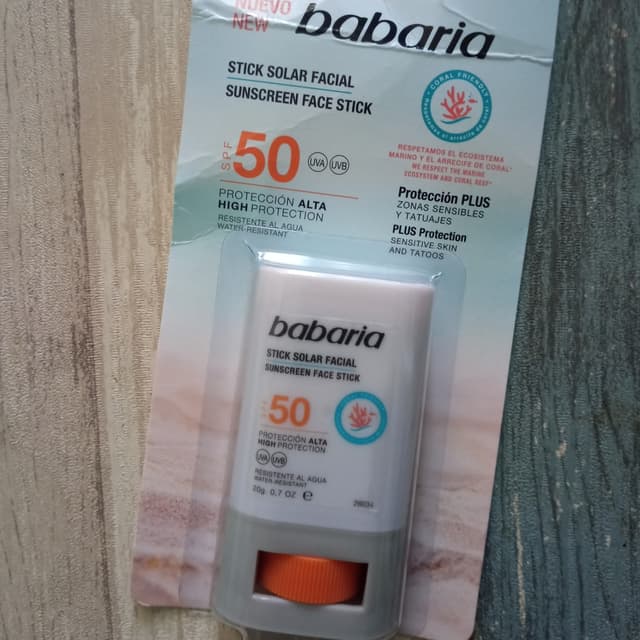 NUEVO
NEW
babaria
STICK SOLAR FACIAL
SUNSCREEN FACE STICK
CORAL FRIENDLY
SPF 50 UVA UVB
PROTECCIÓN ALTA
HIGH PROTECTION
RESISTENTE AL AGUA
WATER-RESISTANT
RESPETAMOS EL ECOSISTEMA
MARINO Y EL ARRECIFE DE CORAL*
WE RESPECT THE MARINE
ECOSYSTEM AND CORAL REEF*
Protección PLUS
ZONAS SENSIBLES
Y TATUAJES
PLUS Protection
SENSITIVE SKIN
AND TATOOS
babaria
STICK SOLAR FACIAL
SUNSCREEN FACE STICK
50
PROTECCIÓN ALTA
HIGH PROTECTION
UVA UVB
RESISTENTE AL AGUA
WATER-RESISTANT
20g. 0.7 OZ e